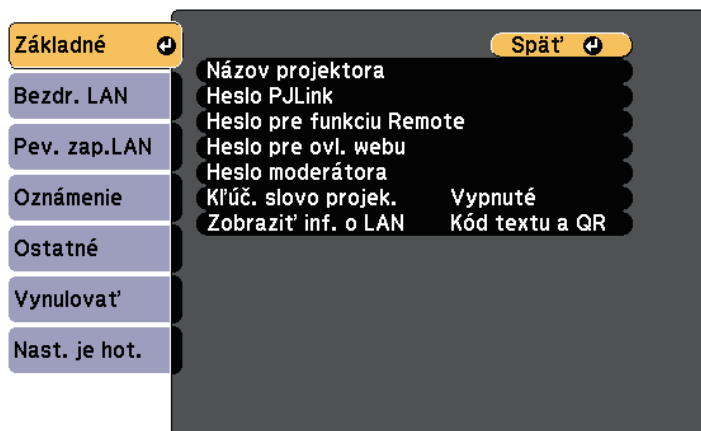 Základné
Bezdr. LAN
Pev. zap.LAN
Oznámenie
Ostatné
Vynulovať
Nast. je hot.
Späť
Názov projektora
Heslo PJLink
Heslo pre funkciu Remote
Heslo pre ovl. webu
Heslo moderátora
Kľúč. slovo projek. Vypnuté
Zobraziť inf. o LAN Kód textu a QR